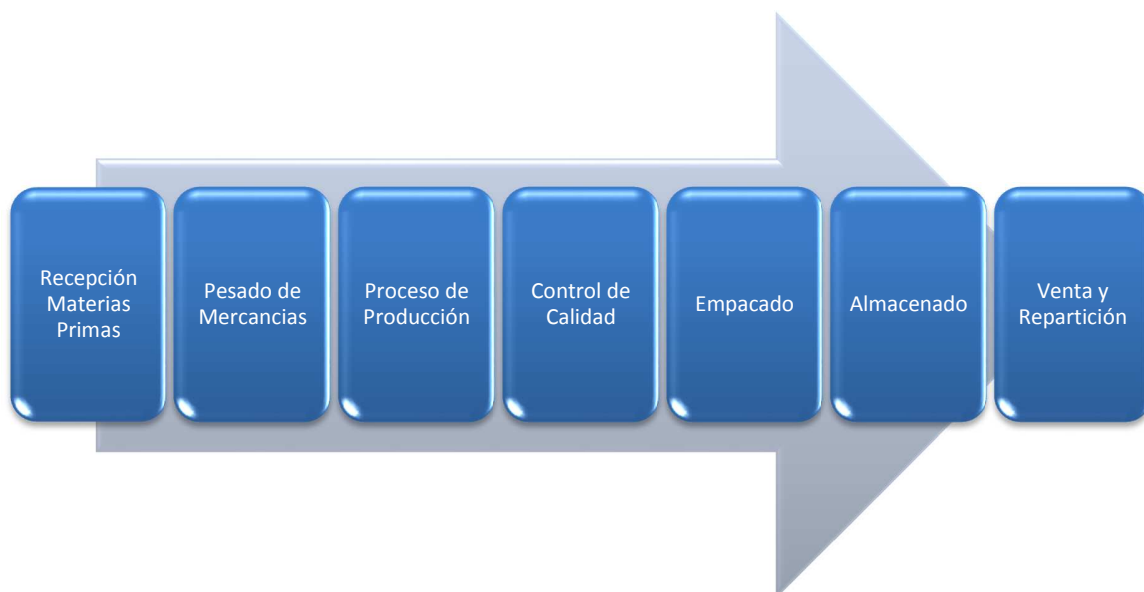 Recepción
Materias
Primas
Pesado de
Mercancias
Proceso de
Producción
Control de
Calidad
Empacado
Almacenado
Venta y
Repartición